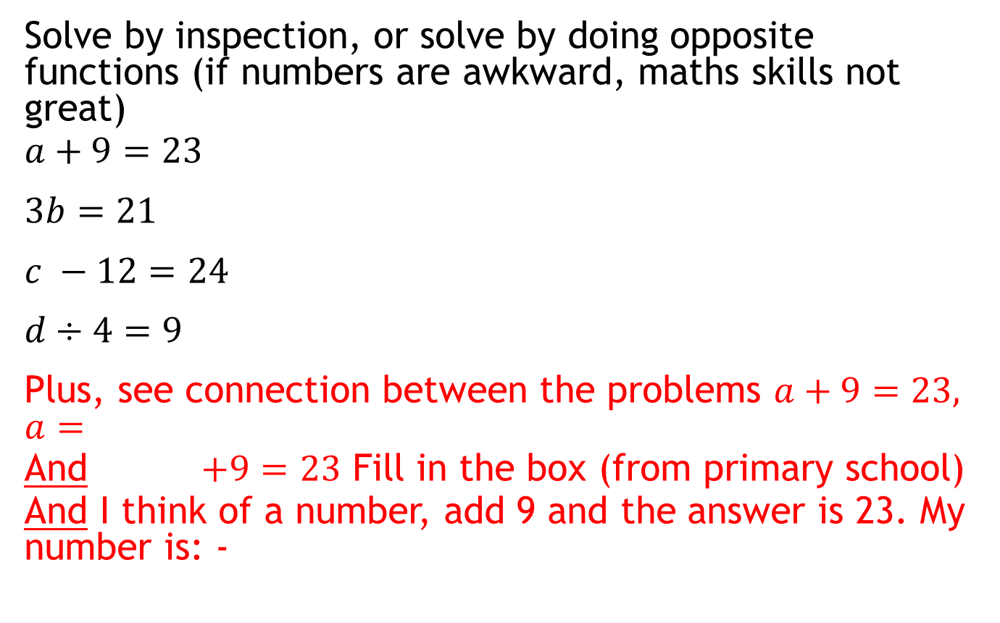 Solve by inspection, or solve by doing opposite
functions (if numbers are awkward, maths skills not
great)
a + 9 = 23
3b = 21
c − 12 = 24
d ÷ 4 = 9
Plus, see connection between the problems a + 9 = 23,
a =
And +9 = 23 Fill in the box (from primary school)
And I think of a number, add 9 and the answer is 23. My
number is: -